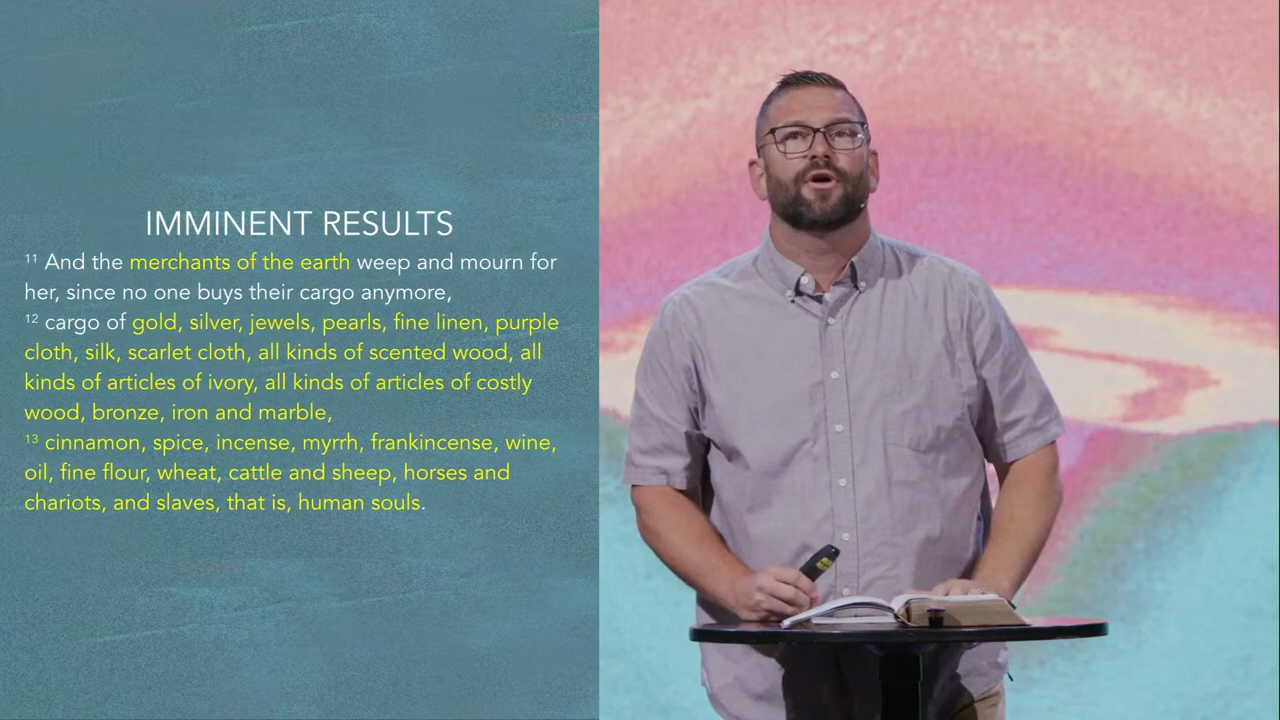 IMMINENT RESULTS
¹¹ And the merchants of the earth weep and mourn for
her, since no one buys their cargo anymore,
¹² cargo of gold, silver, jewels, pearls, fine linen, purple
cloth, silk, scarlet cloth, all kinds of scented wood, all
kinds of articles of ivory, all kinds of articles of costly
wood, bronze, iron and marble,
¹³ cinnamon, spice, incense, myrrh, frankincense, wine,
oil, fine flour, wheat, cattle and sheep, horses and
chariots, and slaves, that is, human souls.